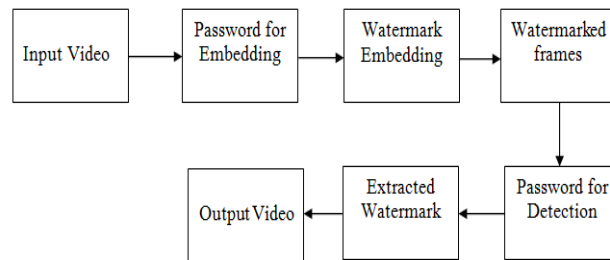 Input Video
Password for
Embedding
Watermark
Embedding
Watermarked
frames
Password for
Detection
Extracted
Watermark
Output Video